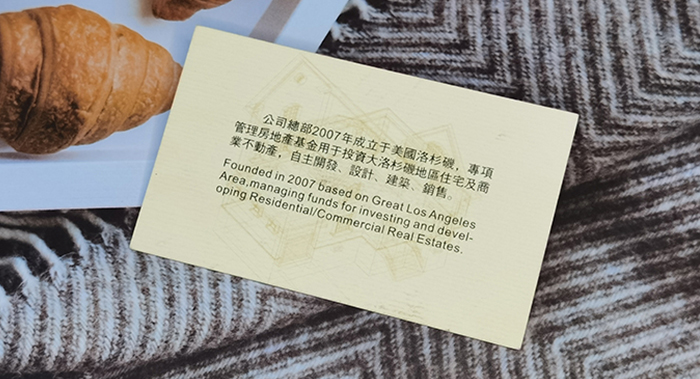 公司總部2007年成立于美國洛杉磯，專項
管理房地產基金用于投資大洛杉磯地區住宅及商
業不動產，自主開發、設計、建築、銷售。
Founded in 2007 based on Great Los Angeles
Area,managing funds for investing and devel-
oping Residential/Commercial Real Estates.